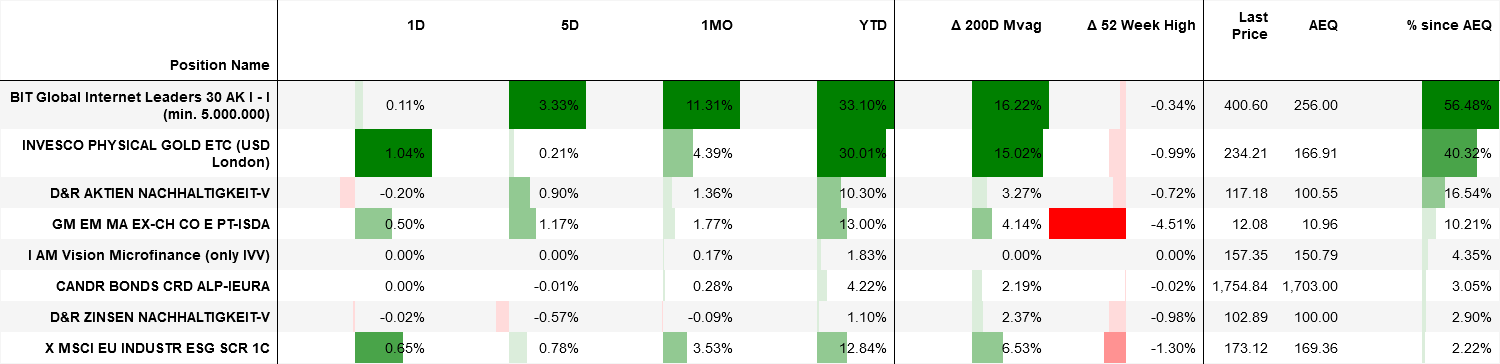 Position Name 1D 5D 1MO YTD Δ 200D Mvag Δ 52 Week High Last Price AEQ % since AEQ
BIT Global Internet Leaders 30 AK I - I (min. 5.000.000) 0.11% 3.33% 11.31% 33.10% 16.22% -0.34% 400.60 256.00 56.48%
INVESCO PHYSICAL GOLD ETC (USD London) 1.04% 0.21% 4.39% 30.01% 15.02% -0.99% 234.21 166.91 40.32%
D&R AKTIEN NACHHALTIGKEIT-V -0.20% 0.90% 1.36% 10.30% 3.27% -0.72% 117.18 100.55 16.54%
GM EM MA EX-CH CO E PT-ISDA 0.50% 1.17% 1.77% 13.00% 4.14% -4.51% 12.08 10.96 10.21%
I AM Vision Microfinance (only IVV) 0.00% 0.00% 0.17% 1.83% 0.00% 0.00% 157.35 150.79 4.35%
CANDR BONDS CRD ALP-IEURA 0.00% -0.01% 0.28% 4.22% 2.19% -0.02% 1,754.84 1,703.00 3.05%
D&R ZINSEN NACHHALTIGKEIT-V -0.02% -0.57% -0.09% 1.10% 2.37% -0.98% 102.89 100.00 2.90%
X MSCI EU INDUSTR ESG SCR 1C 0.65% 0.78% 3.53% 12.84% 6.53% -1.30% 173.12 169.36 2.22%